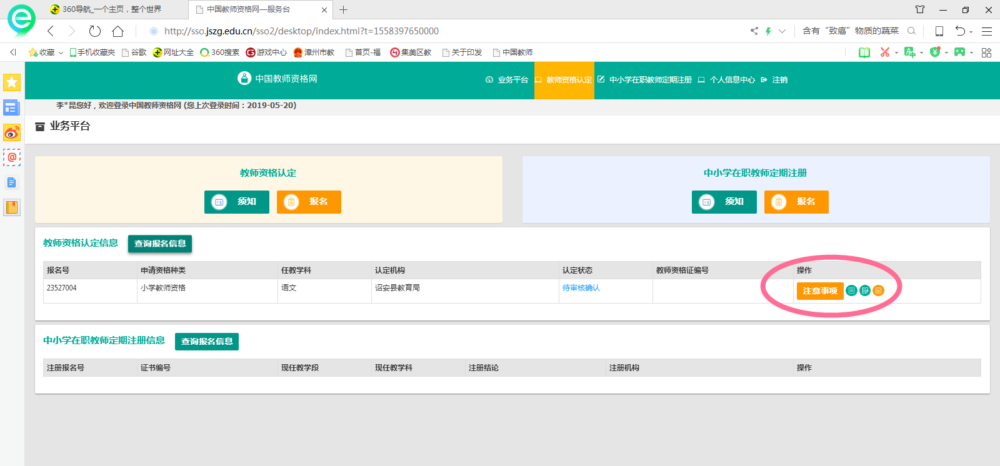 360导航_一个主页，整个世界
中国教师资格网—服务台
http://sso.jszg.edu.cn/sso2/desktop/index.html?t=1558397650000
含有“致癌”物质的蔬菜
收藏 手机收藏夹 谷歌 网址大全 360搜索 游戏中心 漳州市教 首页-福 集美区教 关于印发 中国教师
中国教师资格网
业务平台 教师资格认定 中小学在职教师定期注册 个人信息中心 注销
李*昆您好，欢迎登录中国教师资格网 (您上次登录时间：2019-05-20)
业务平台
教师资格认定
须知 报名
中小学在职教师定期注册
须知 报名
教师资格认定信息 查询报名信息
报名号 申请资格种类 任教学科 认定机构 认定状态 教师资格证编号 操作
23527004 小学教师资格 语文 诏安县教育局 待审核确认 注意事项
中小学在职教师定期注册信息 查询报名信息
注册报名号 证书编号 现任教学段 现任教学科 注册结论 注册机构 操作